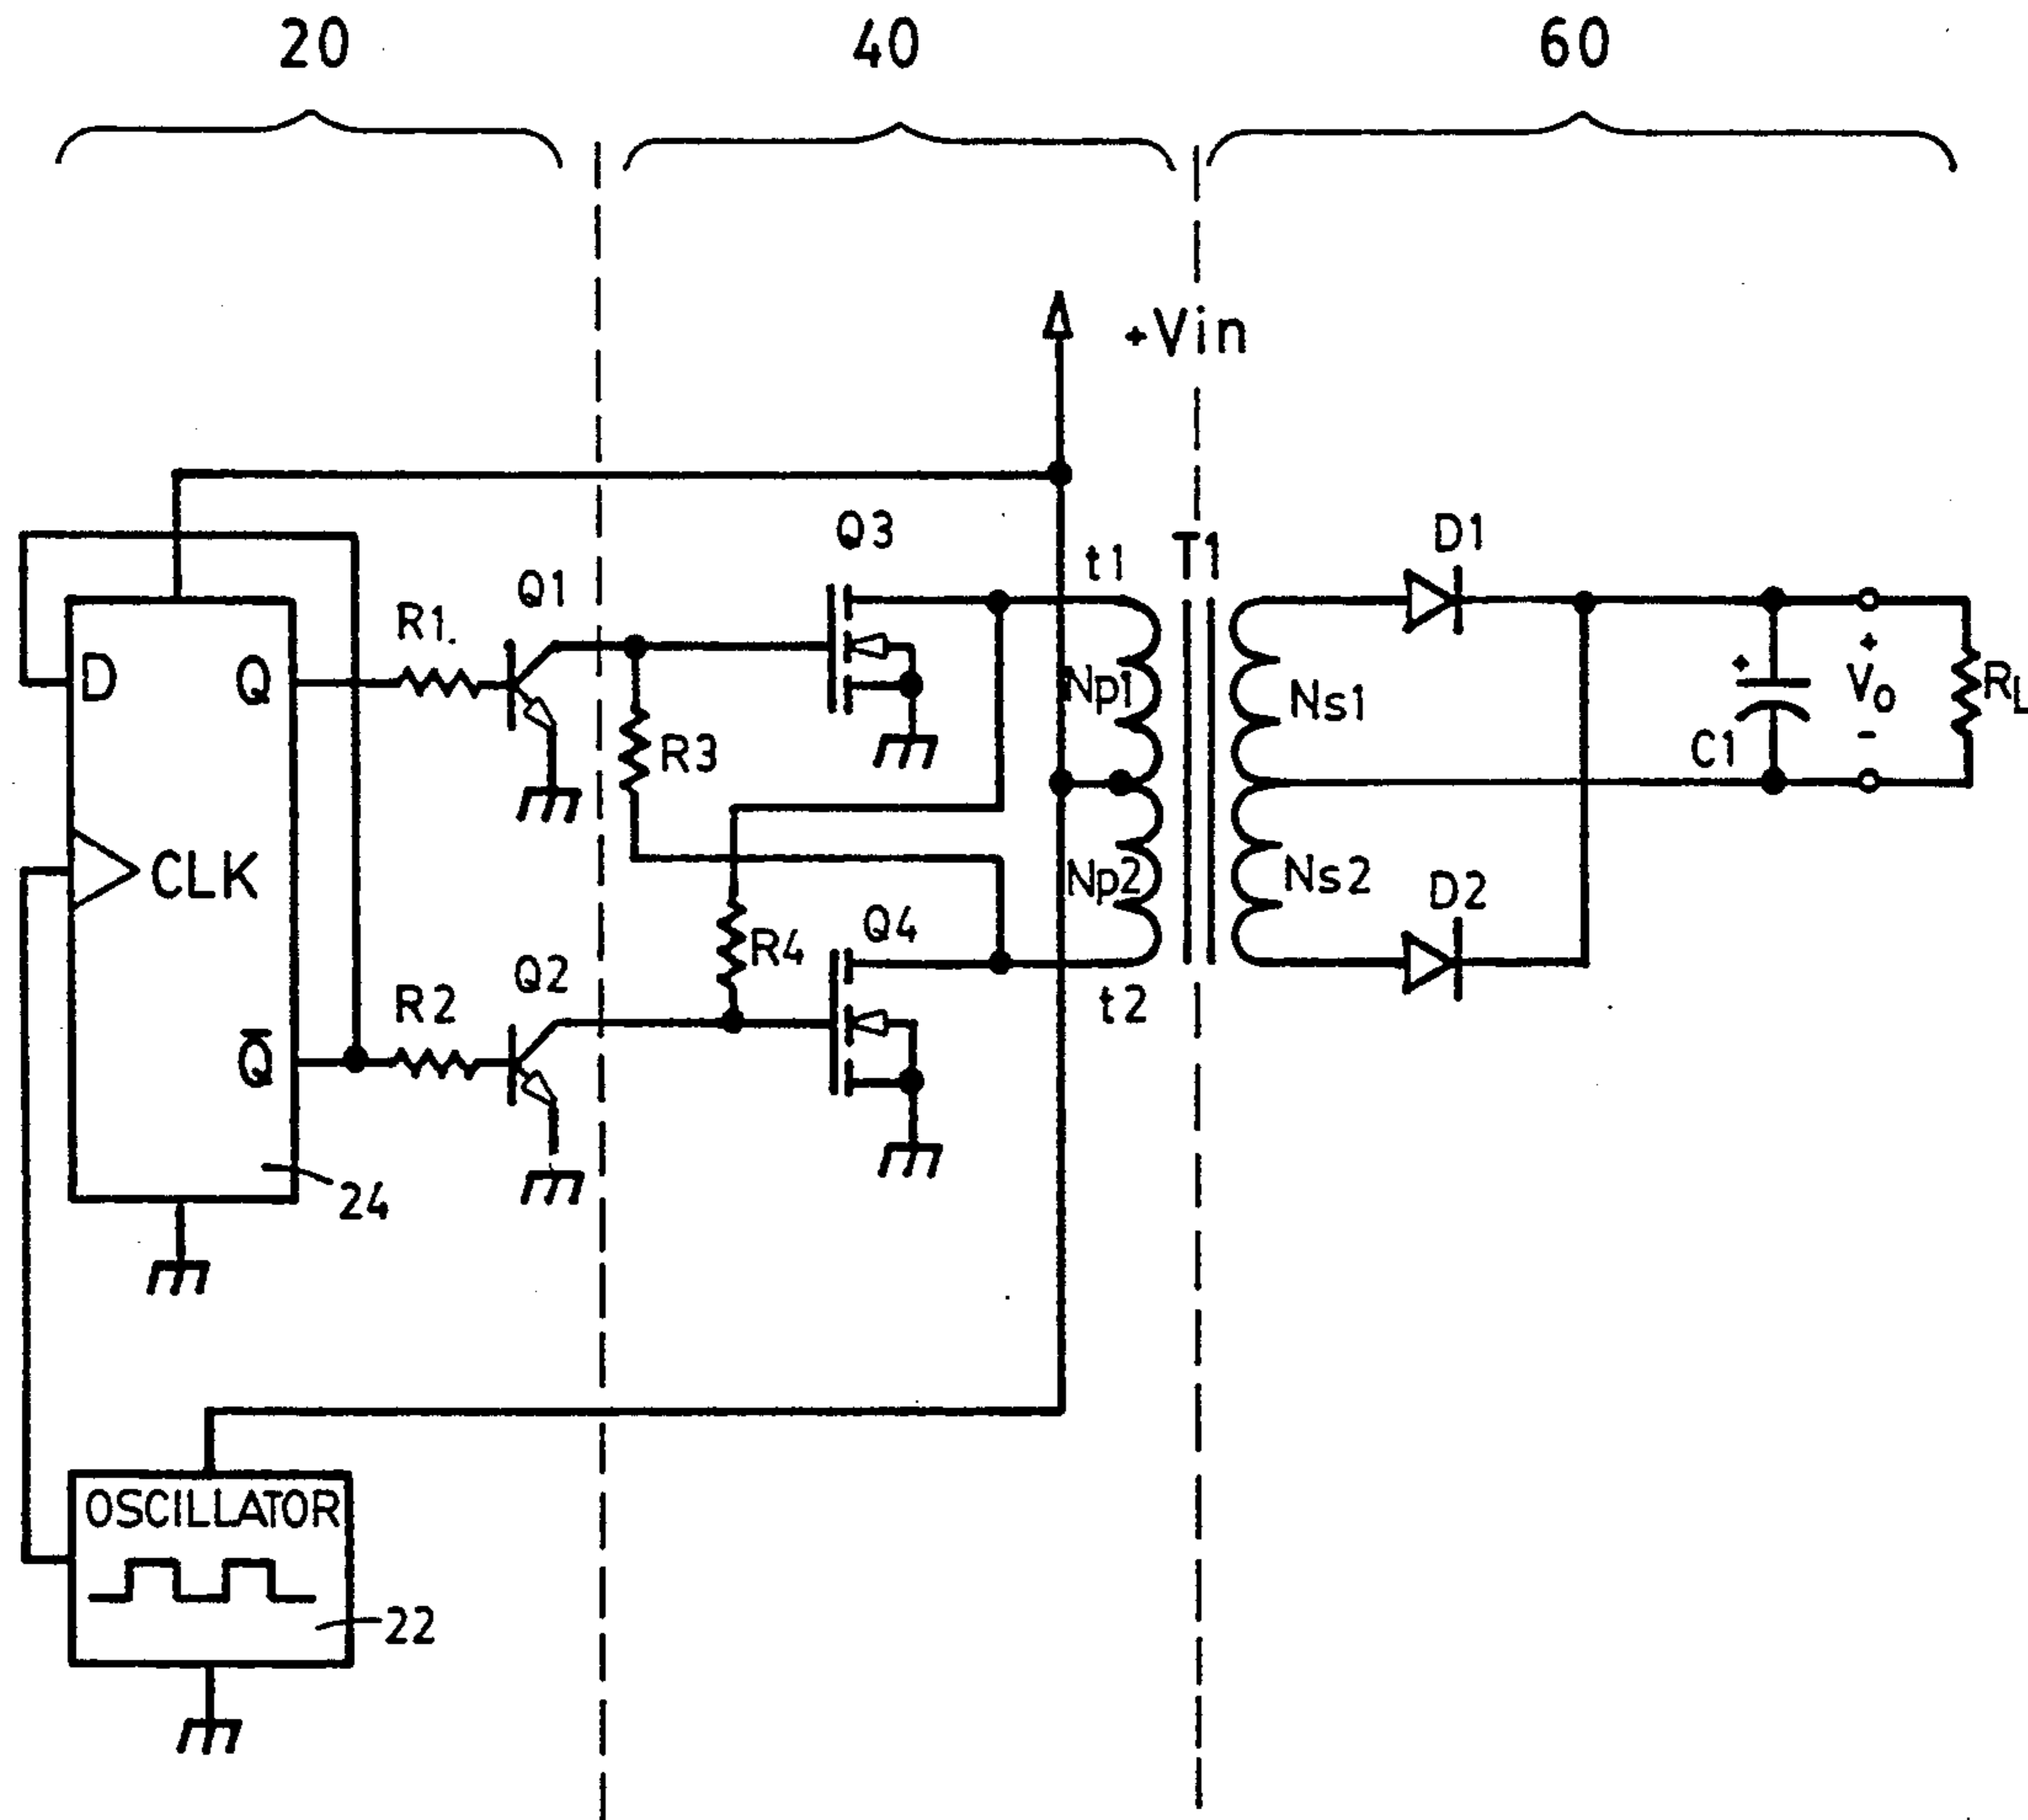 20 40 60
+Vin
Q3 D1
t1 T1
Q1
R1.
D Q
Np1 Ns1
+ + Vo -
RL
R3
C1
CLK
Np2 Ns2 D2
Q4
R4
Q2
R2
t2
Q̅
24
OSCILLATOR
22